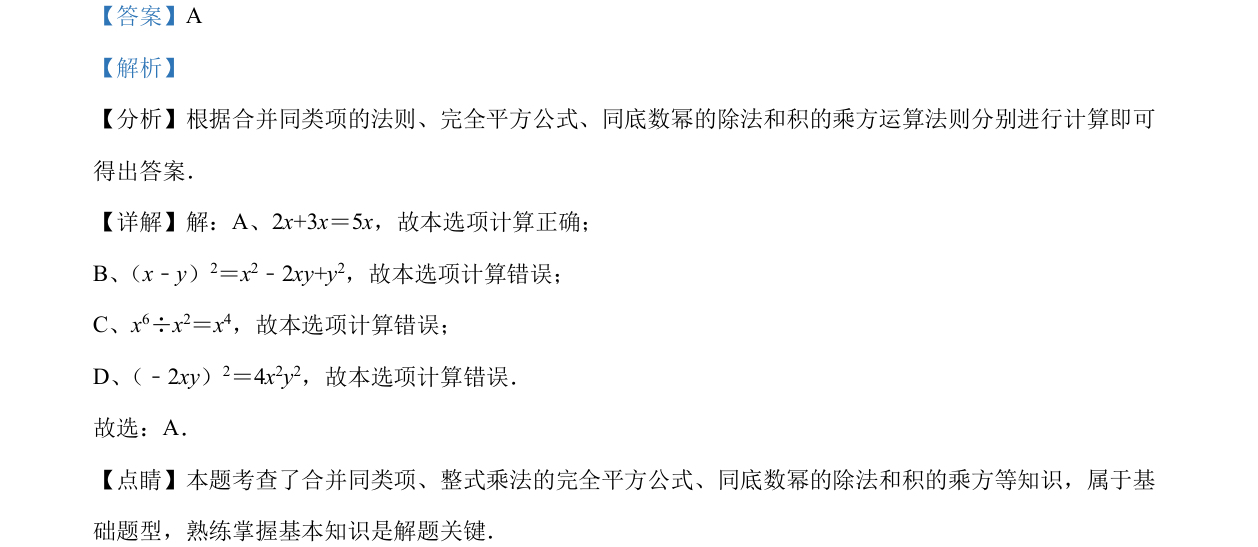 【答案】A
【解析】
【分析】根据合并同类项的法则、完全平方公式、同底数幂的除法和积的乘方运算法则分别进行计算即可
得出答案．
【详解】解：A、2x+3x＝5x，故本选项计算正确；
B、（x﹣y）²＝x²﹣2xy+y²，故本选项计算错误；
C、x⁶÷x²＝x⁴，故本选项计算错误；
D、（﹣2xy）²＝4x²y²，故本选项计算错误．
故选：A．
【点睛】本题考查了合并同类项、整式乘法的完全平方公式、同底数幂的除法和积的乘方等知识，属于基
础题型，熟练掌握基本知识是解题关键．